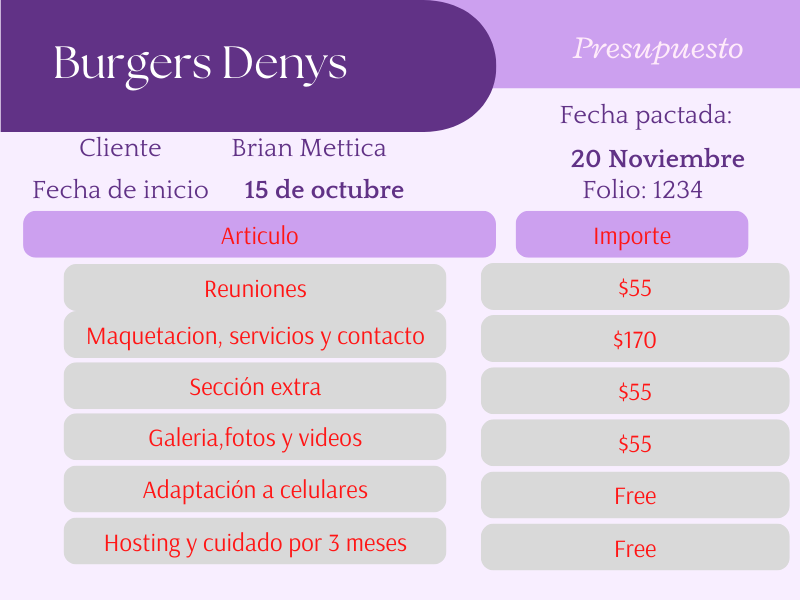 Burgers Denys
Presupuesto
Fecha pactada:
20 Noviembre
Cliente Brian Mettica
Fecha de inicio 15 de octubre
Folio: 1234
Articulo Importe
Reuniones $55
Maquetacion, servicios y contacto $170
Sección extra $55
Galeria,fotos y videos $55
Adaptación a celulares Free
Hosting y cuidado por 3 meses Free